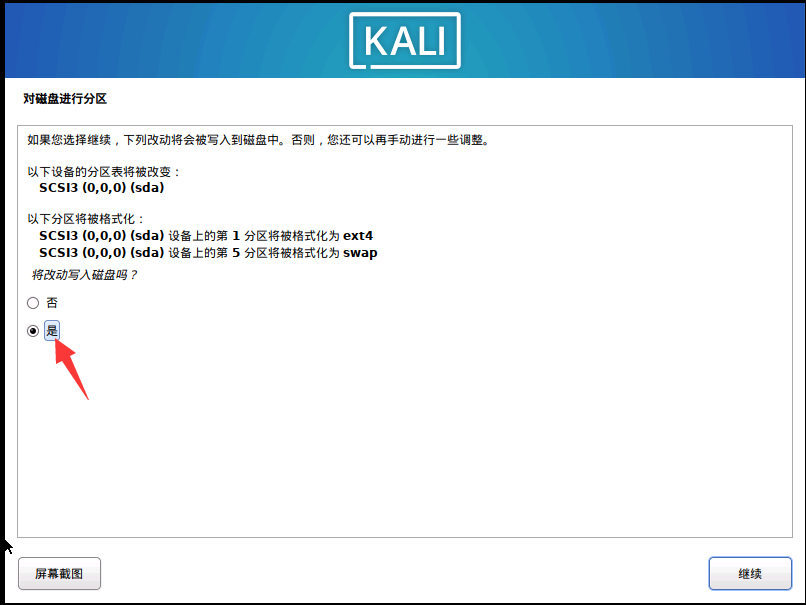 KALI
对磁盘进行分区
如果您选择继续，下列改动将会被写入到磁盘中。否则，您还可以再手动进行一些调整。
以下设备的分区表将被改变：
SCSI3 (0,0,0) (sda)
以下分区将被格式化：
SCSI3 (0,0,0) (sda) 设备上的第 1 分区将被格式化为 ext4
SCSI3 (0,0,0) (sda) 设备上的第 5 分区将被格式化为 swap
将改动写入磁盘吗？
否
是
屏幕截图
继续